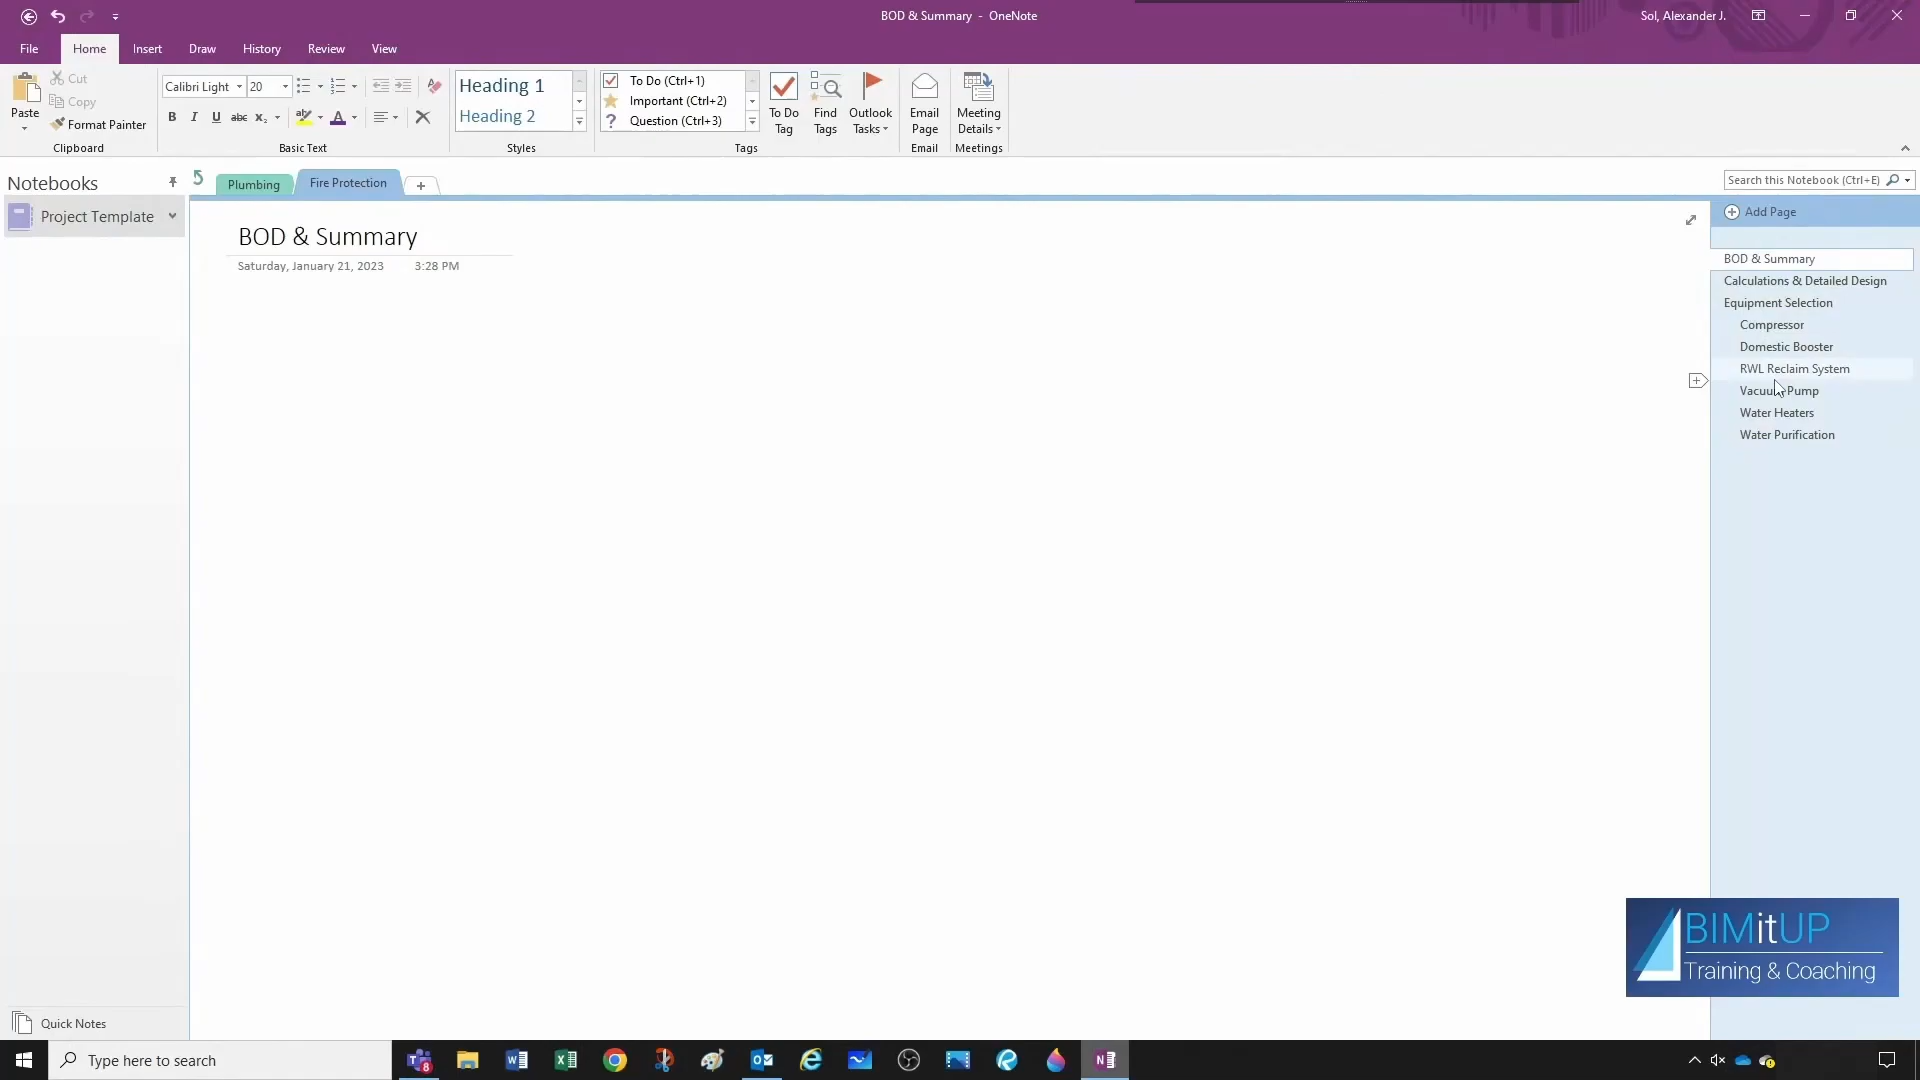 BOD & Summary - OneNote
Sol, Alexander J.
File Home Insert Draw History Review View
Paste
Cut
Copy
Format Painter
Clipboard
Calibri Light 20
B I U abc x₂ ab A
Basic Text
Heading 1
Heading 2
Styles
To Do (Ctrl+1)
Important (Ctrl+2)
? Question (Ctrl+3)
To Do
Tag
Find
Tags
Outlook
Tasks
Tags
Email
Page
Email
Meeting
Details
Meetings
Notebooks
Project Template
Plumbing
Fire Protection
Search this Notebook (Ctrl+E)
BOD & Summary
Saturday, January 21, 2023 3:28 PM
Add Page
BOD & Summary
Calculations & Detailed Design
Equipment Selection
Compressor
Domestic Booster
RWL Reclaim System
Vacuum Pump
Water Heaters
Water Purification
BIMitUP
Training & Coaching
Quick Notes
Type here to search
8